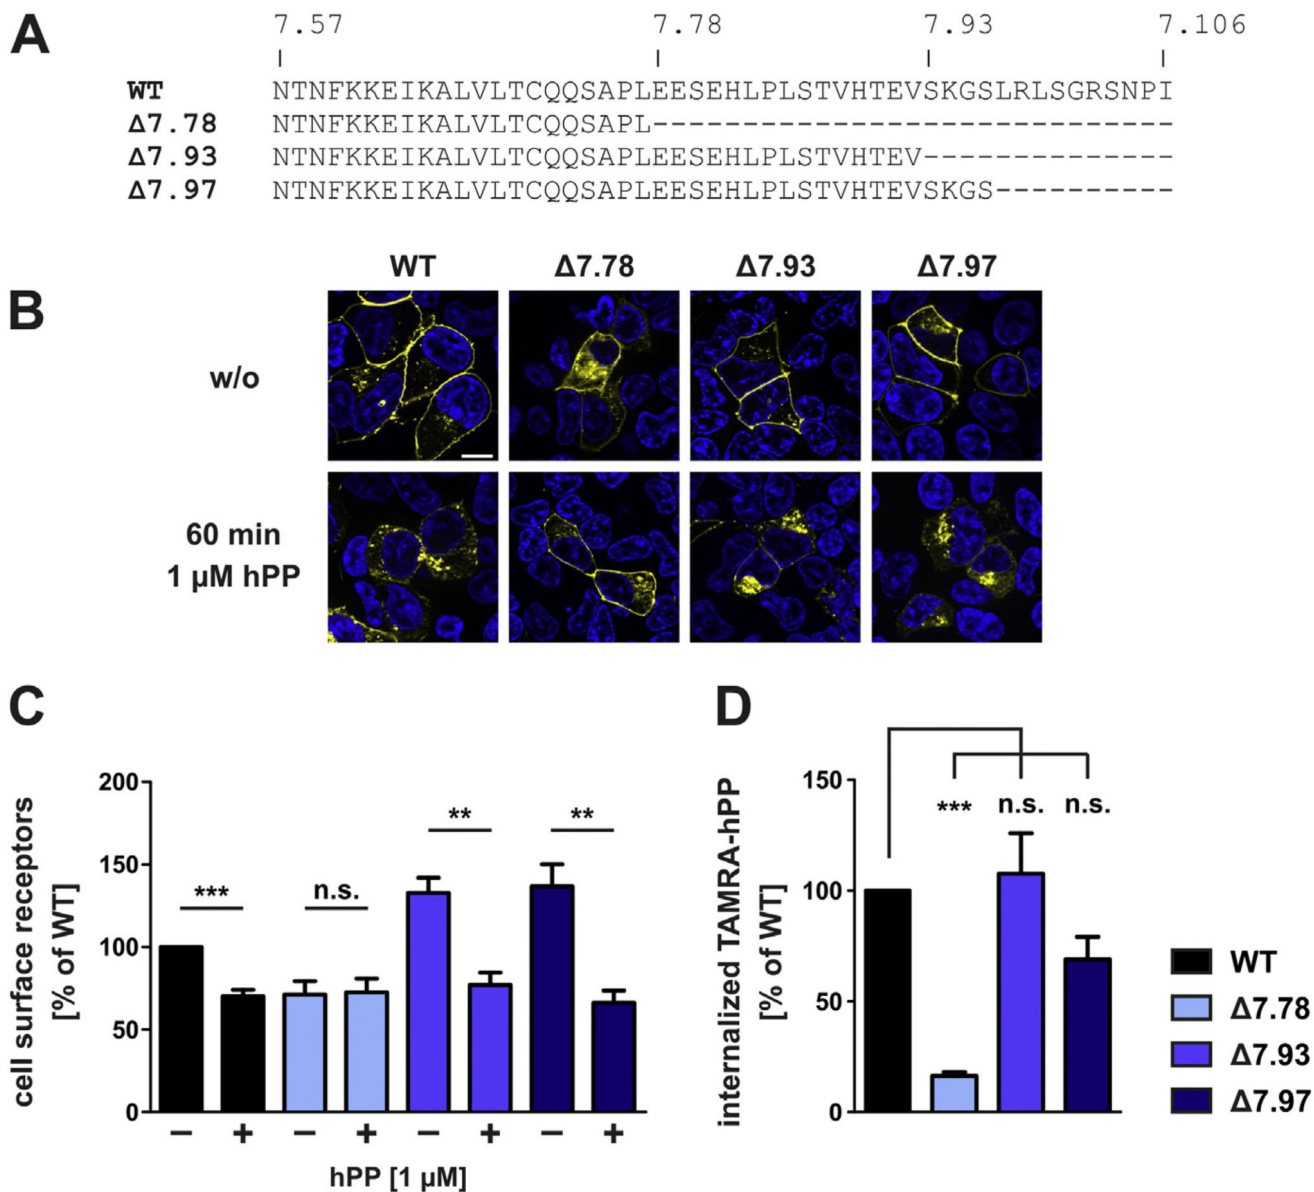 A
7.57 7.78 7.93 7.106
WT NTNFKKEIKALVLTCQQSAPLEESEHLPLSTVHTEVSKGSLRLSGRSNPI
Δ7.78 NTNFKKEIKALVLTCQQSAPL-----------------------------
Δ7.93 NTNFKKEIKALVLTCQQSAPLEESEHLPLSTVHTEV--------------
Δ7.97 NTNFKKEIKALVLTCQQSAPLEESEHLPLSTVHTEVSKGS----------
B
WT Δ7.78 Δ7.93 Δ7.97
w/o
60 min
1 µM hPP
C
cell surface receptors
[% of WT]
200
150
100
50
0
*** n.s. ** **
− + − + − + − +
hPP [1 µM]
D
internalized TAMRA-hPP
[% of WT]
150
100
50
0
*** n.s. n.s.
WT
Δ7.78
Δ7.93
Δ7.97